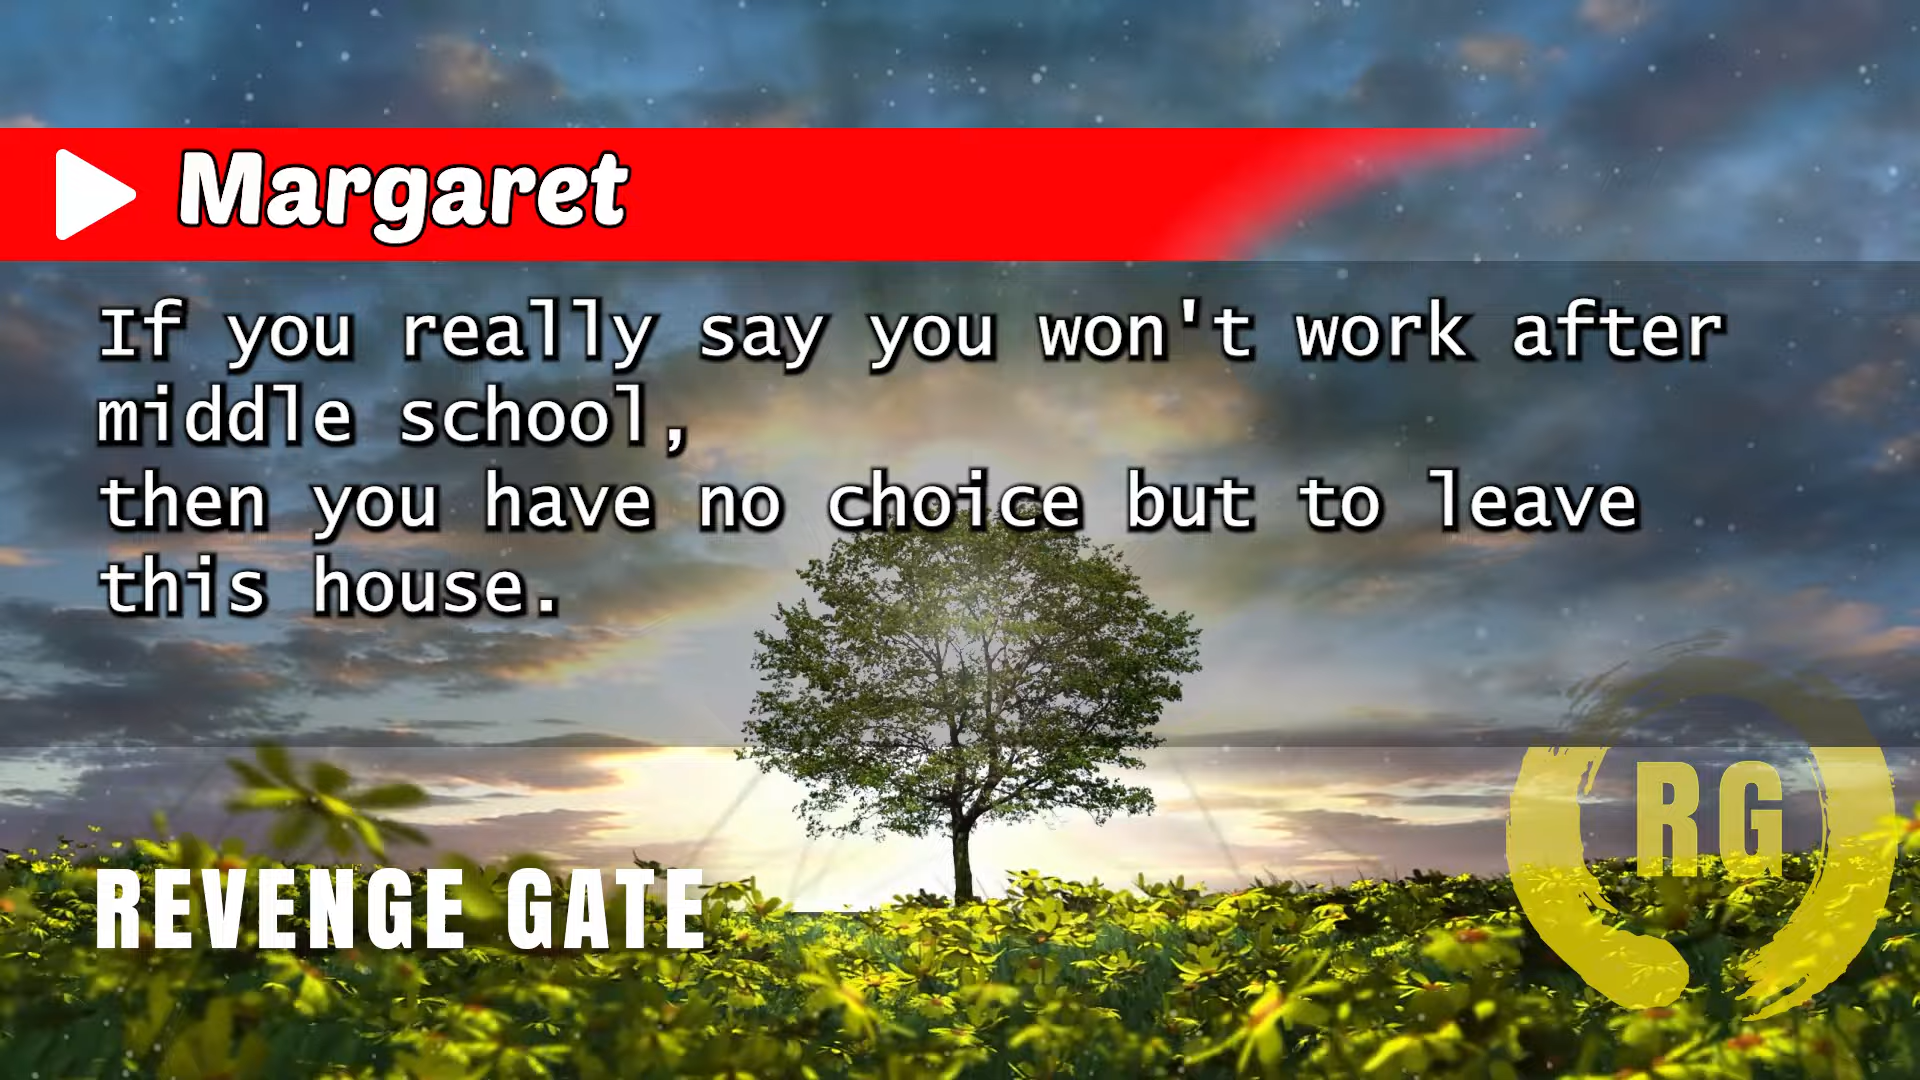 Margaret
If you really say you won't work after
middle school,
then you have no choice but to leave
this house.
RG
REVENGE GATE